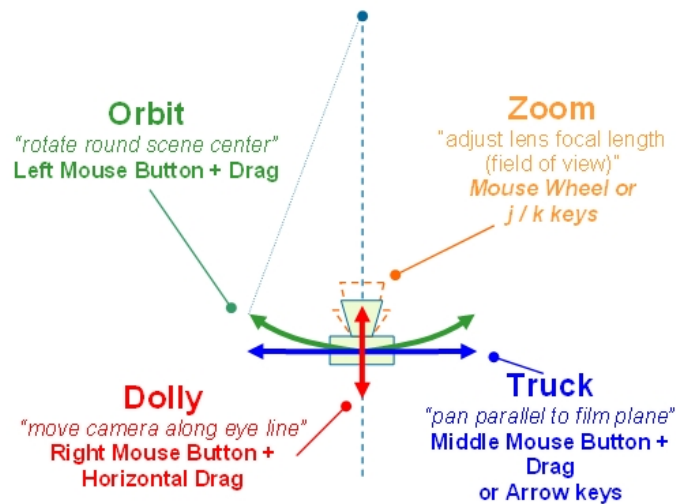 Orbit
"rotate round scene center"
Left Mouse Button + Drag
Zoom
"adjust lens focal length
(field of view)"
Mouse Wheel or
j / k keys
Dolly
"move camera along eye line"
Right Mouse Button +
Horizontal Drag
Truck
"pan parallel to film plane"
Middle Mouse Button +
Drag
or Arrow keys